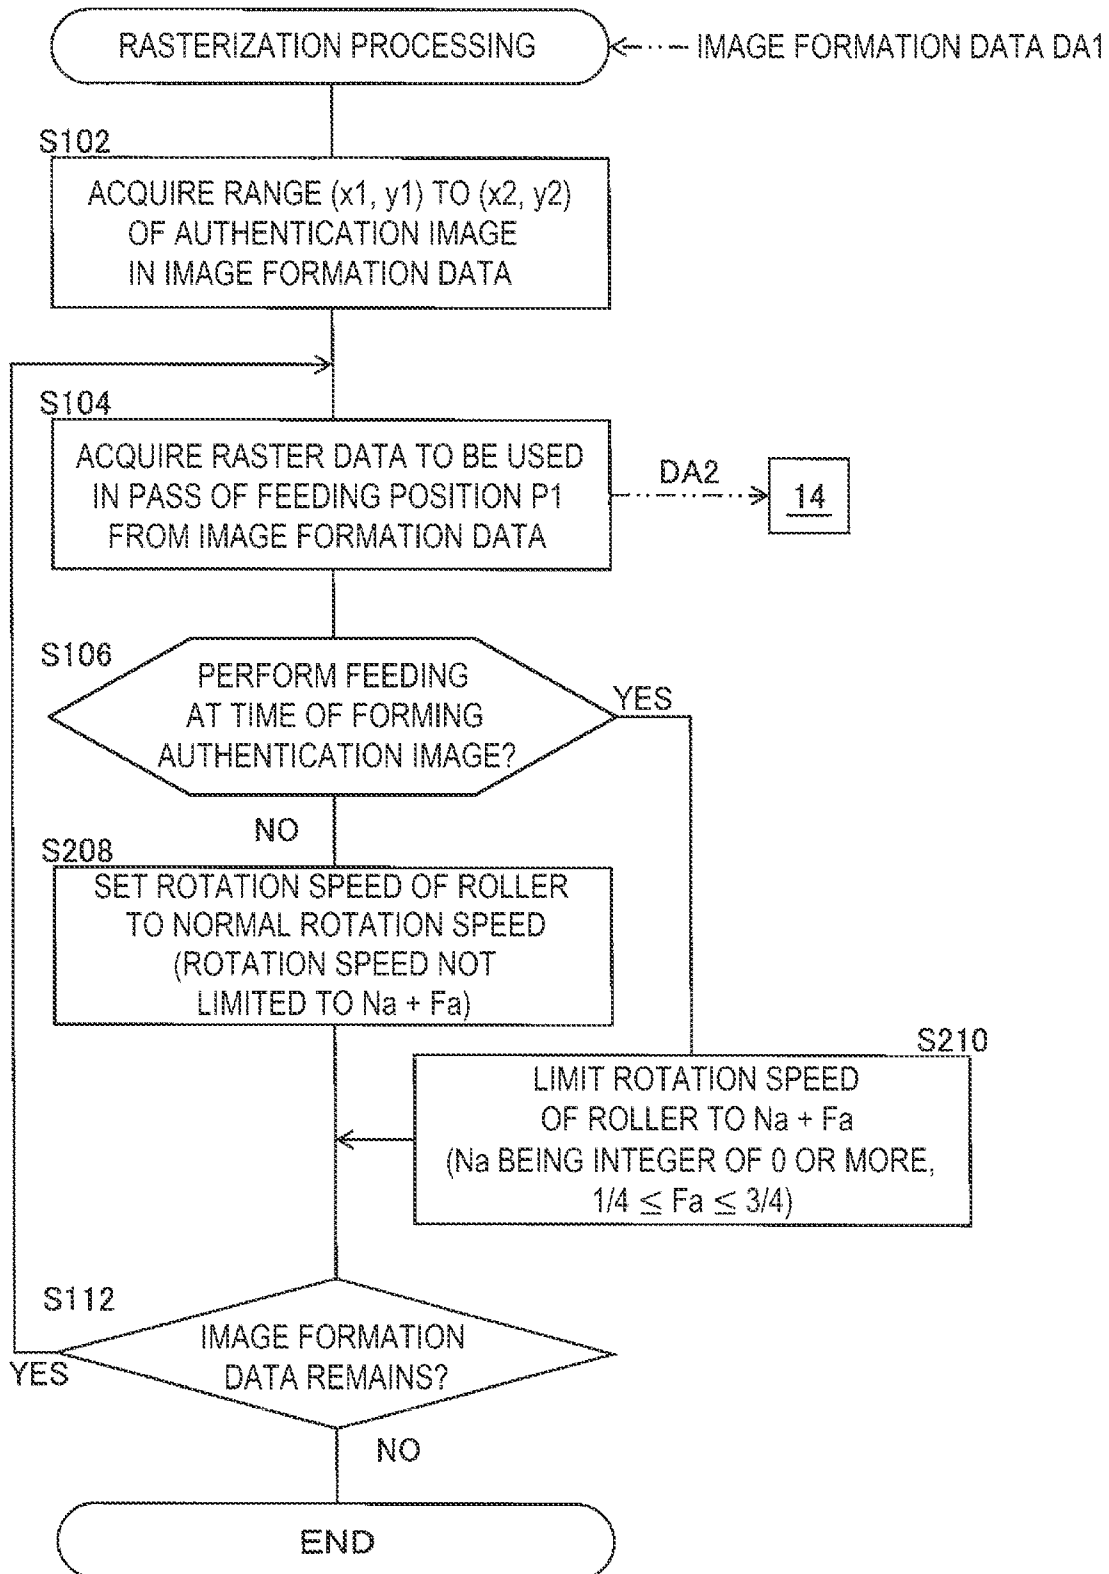 RASTERIZATION PROCESSING
IMAGE FORMATION DATA DA1
S102
ACQUIRE RANGE (x1, y1) TO (x2, y2)
OF AUTHENTICATION IMAGE
IN IMAGE FORMATION DATA
S104
ACQUIRE RASTER DATA TO BE USED
IN PASS OF FEEDING POSITION P1
FROM IMAGE FORMATION DATA
DA2
14
S106
PERFORM FEEDING
AT TIME OF FORMING
AUTHENTICATION IMAGE?
YES
NO
S208
SET ROTATION SPEED OF ROLLER
TO NORMAL ROTATION SPEED
(ROTATION SPEED NOT
LIMITED TO Na + Fa)
S210
LIMIT ROTATION SPEED
OF ROLLER TO Na + Fa
(Na BEING INTEGER OF 0 OR MORE,
1/4 ≤ Fa ≤ 3/4)
S112
IMAGE FORMATION
DATA REMAINS?
YES
NO
END